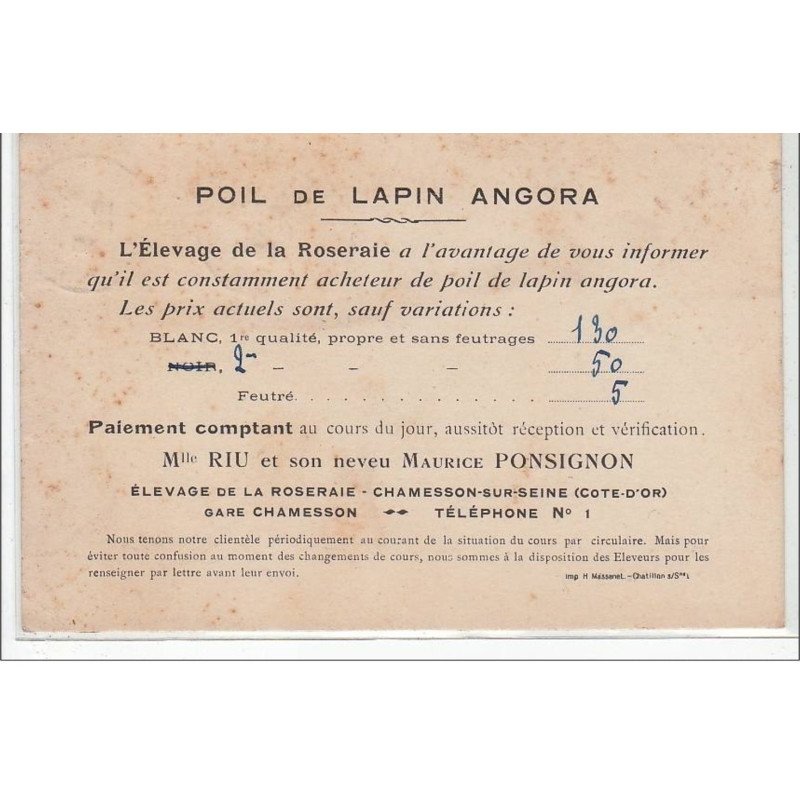 POIL DE LAPIN ANGORA
L'Élevage de la Roseraie a l'avantage de vous informer
qu'il est constamment acheteur de poil de lapin angora.
Les prix actuels sont, sauf variations :
BLANC, 1re qualité, propre et sans feutrages 130
NOIR, 2- - - - 50
Feutré. . . . . . . . . . . . . . 5
Paiement comptant au cours du jour, aussitôt réception et vérification.
Mlle RIU et son neveu MAURICE PONSIGNON
ÉLEVAGE DE LA ROSERAIE - CHAMESSON-SUR-SEINE (COTE-D'OR)
GARE CHAMESSON TÉLÉPHONE No 1
Nous tenons notre clientèle périodiquement au courant de la situation du cours par circulaire. Mais pour
éviter toute confusion au moment des changements de cours, nous sommes à la disposition des Eleveurs pour les
renseigner par lettre avant leur envoi.
Imp H Massenet.-Chatillon s/S